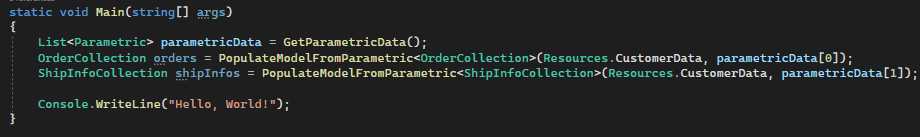 static void Main(string[] args)
{
    List<Parametric> parametricData = GetParametricData();
    OrderCollection orders = PopulateModelFromParametric<OrderCollection>(Resources.CustomerData, parametricData[0]);
    ShipInfoCollection shipInfos = PopulateModelFromParametric<ShipInfoCollection>(Resources.CustomerData, parametricData[1]);

    Console.WriteLine("Hello, World!");
}